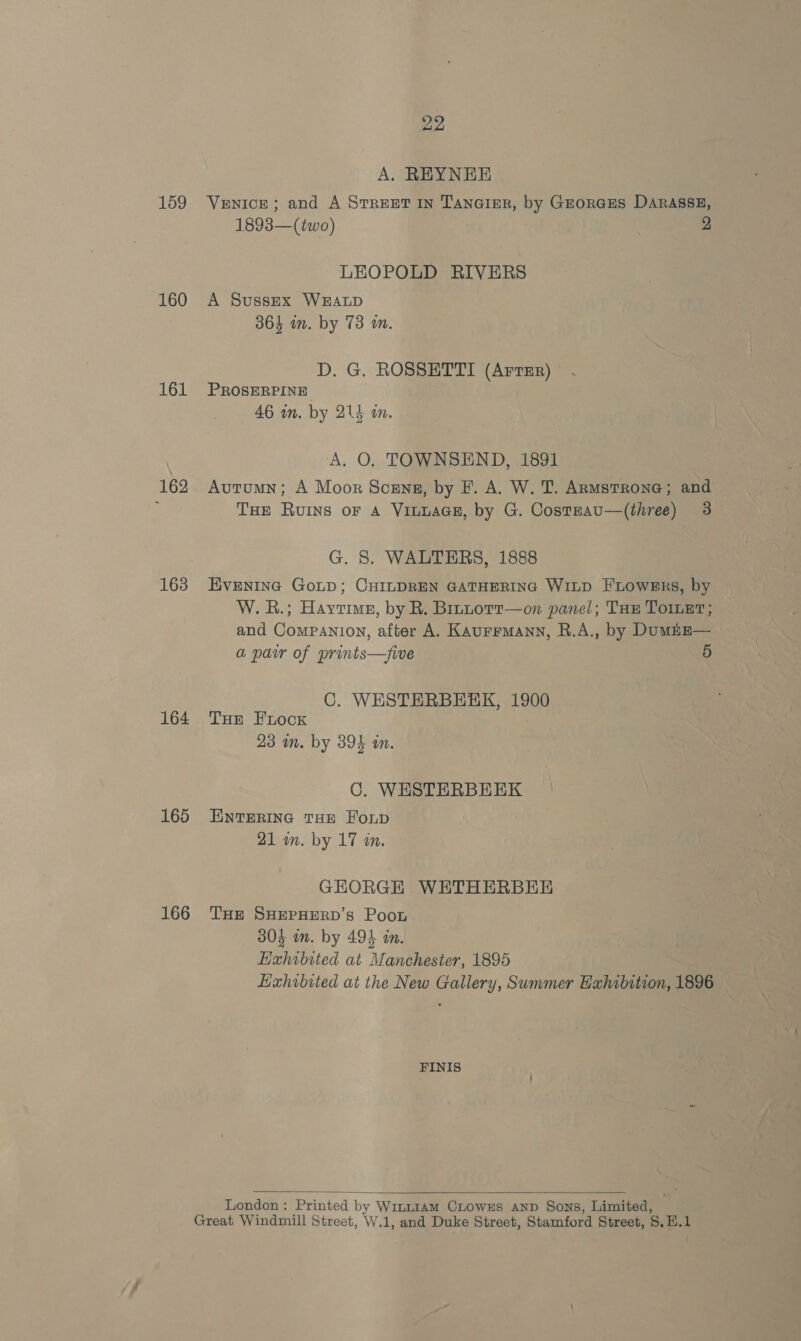 22
A. REYNEE
159 VENICE; and A STREET IN TANGIER, by GEORGES DARASSE,
1893—(two) 2
LEOPOLD RIVERS
160 A SUSSEX WEALD
36½ in. by 73 in.
D. G. ROSSETTI (AFTER)
161 PROSERPINE
46 in. by 21½ in.
A. O. TOWNSEND, 1891
162 AUTUMN; A MOOR SCENE, by F. A. W. T. ARMSTRONG; and
THE RUINS OF A VILLAGE, by G. COSTEAU—(three) 3
G. S. WALTERS, 1888
163 EVENING GOLD; CHILDREN GATHERING WILD FLOWERS, by
W. R.; HAYTIME, by R. BILLOTT—on panel; THE TOILET;
and COMPANION, after A. KAUFFMANN, R.A., by DUMÉE—
a pair of prints—five 5
C. WESTERBEEK, 1900
164 THE FLOCK
23 in. by 39½ in.
C. WESTERBEEK
165 ENTERING THE FOLD
21 in. by 17 in.
GEORGE WETHERBEE
166 THE SHEPHERD'S POOL
30½ in. by 49½ in.
Exhibited at Manchester, 1895
Exhibited at the New Gallery, Summer Exhibition, 1896
FINIS
London: Printed by WILLIAM CLOWES AND SONS, Limited,
Great Windmill Street, W.1, and Duke Street, Stamford Street, S.E.1